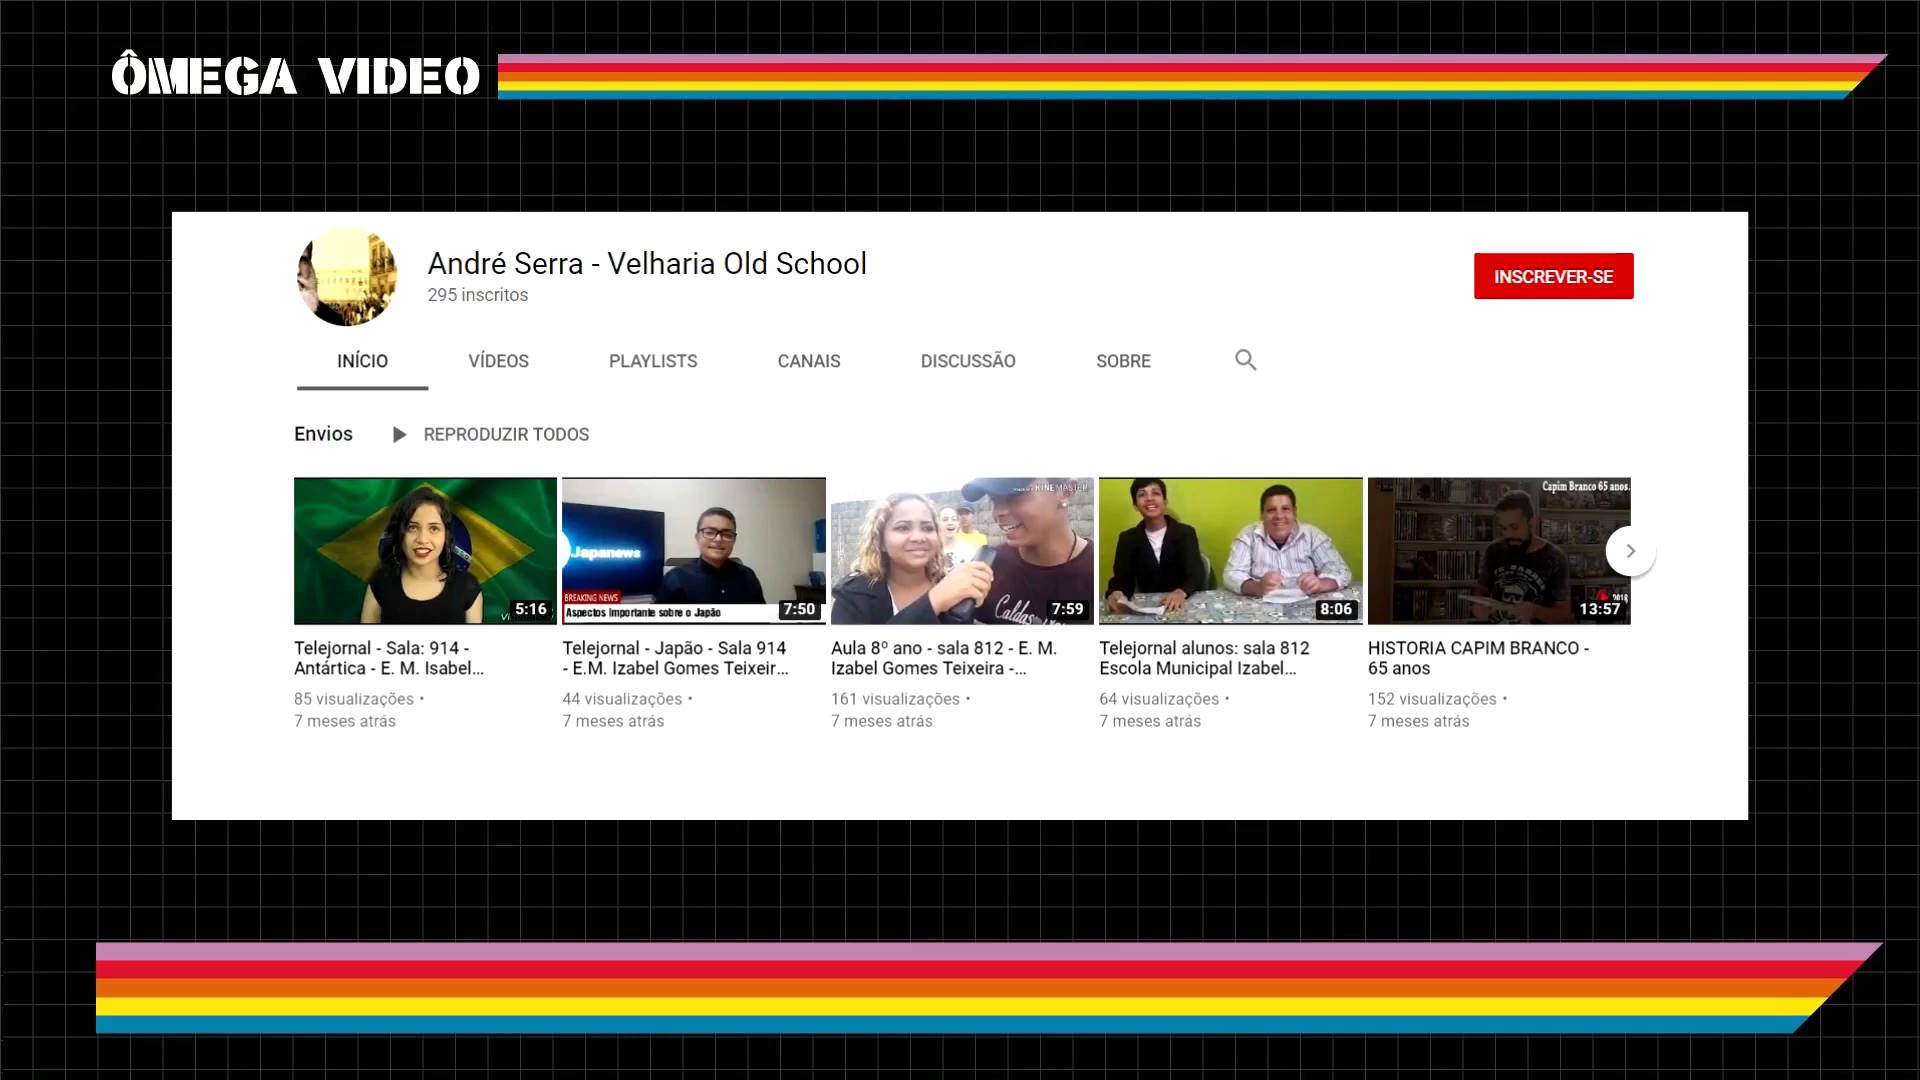 ÔMEGA VIDEO
André Serra - Velharia Old School
295 inscritos
INSCREVER-SE
INÍCIO
VÍDEOS
PLAYLISTS
CANAIS
DISCUSSÃO
SOBRE
Envios
REPRODUZIR TODOS
5:16
Japanews
BREAKING NEWS
Aspectos importante sobre o Japão
7:50
KINEMASTER
Caldas
7:59
8:06
Capim Branco 65 anos.
2018
13:57
Telejornal - Sala: 914 -
Antártica - E. M. Isabel...
85 visualizações •
7 meses atrás
Telejornal - Japão - Sala 914
- E.M. Izabel Gomes Teixeir...
44 visualizações •
7 meses atrás
Aula 8º ano - sala 812 - E. M.
Izabel Gomes Teixeira -...
161 visualizações •
7 meses atrás
Telejornal alunos: sala 812
Escola Municipal Izabel...
64 visualizações •
7 meses atrás
HISTORIA CAPIM BRANCO -
65 anos
152 visualizações •
7 meses atrás